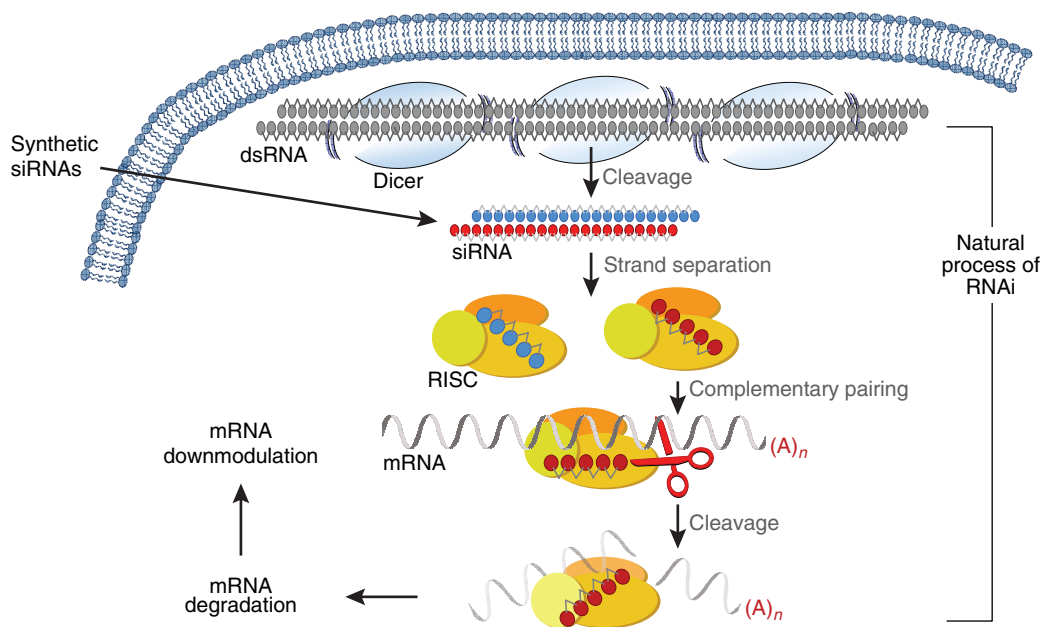 Synthetic
siRNAs
dsRNA
Dicer
Cleavage
siRNA
Strand separation
Natural
process of
RNAi
RISC
Complementary pairing
mRNA
(A)n
mRNA
downmodulation
Cleavage
mRNA
degradation
(A)n